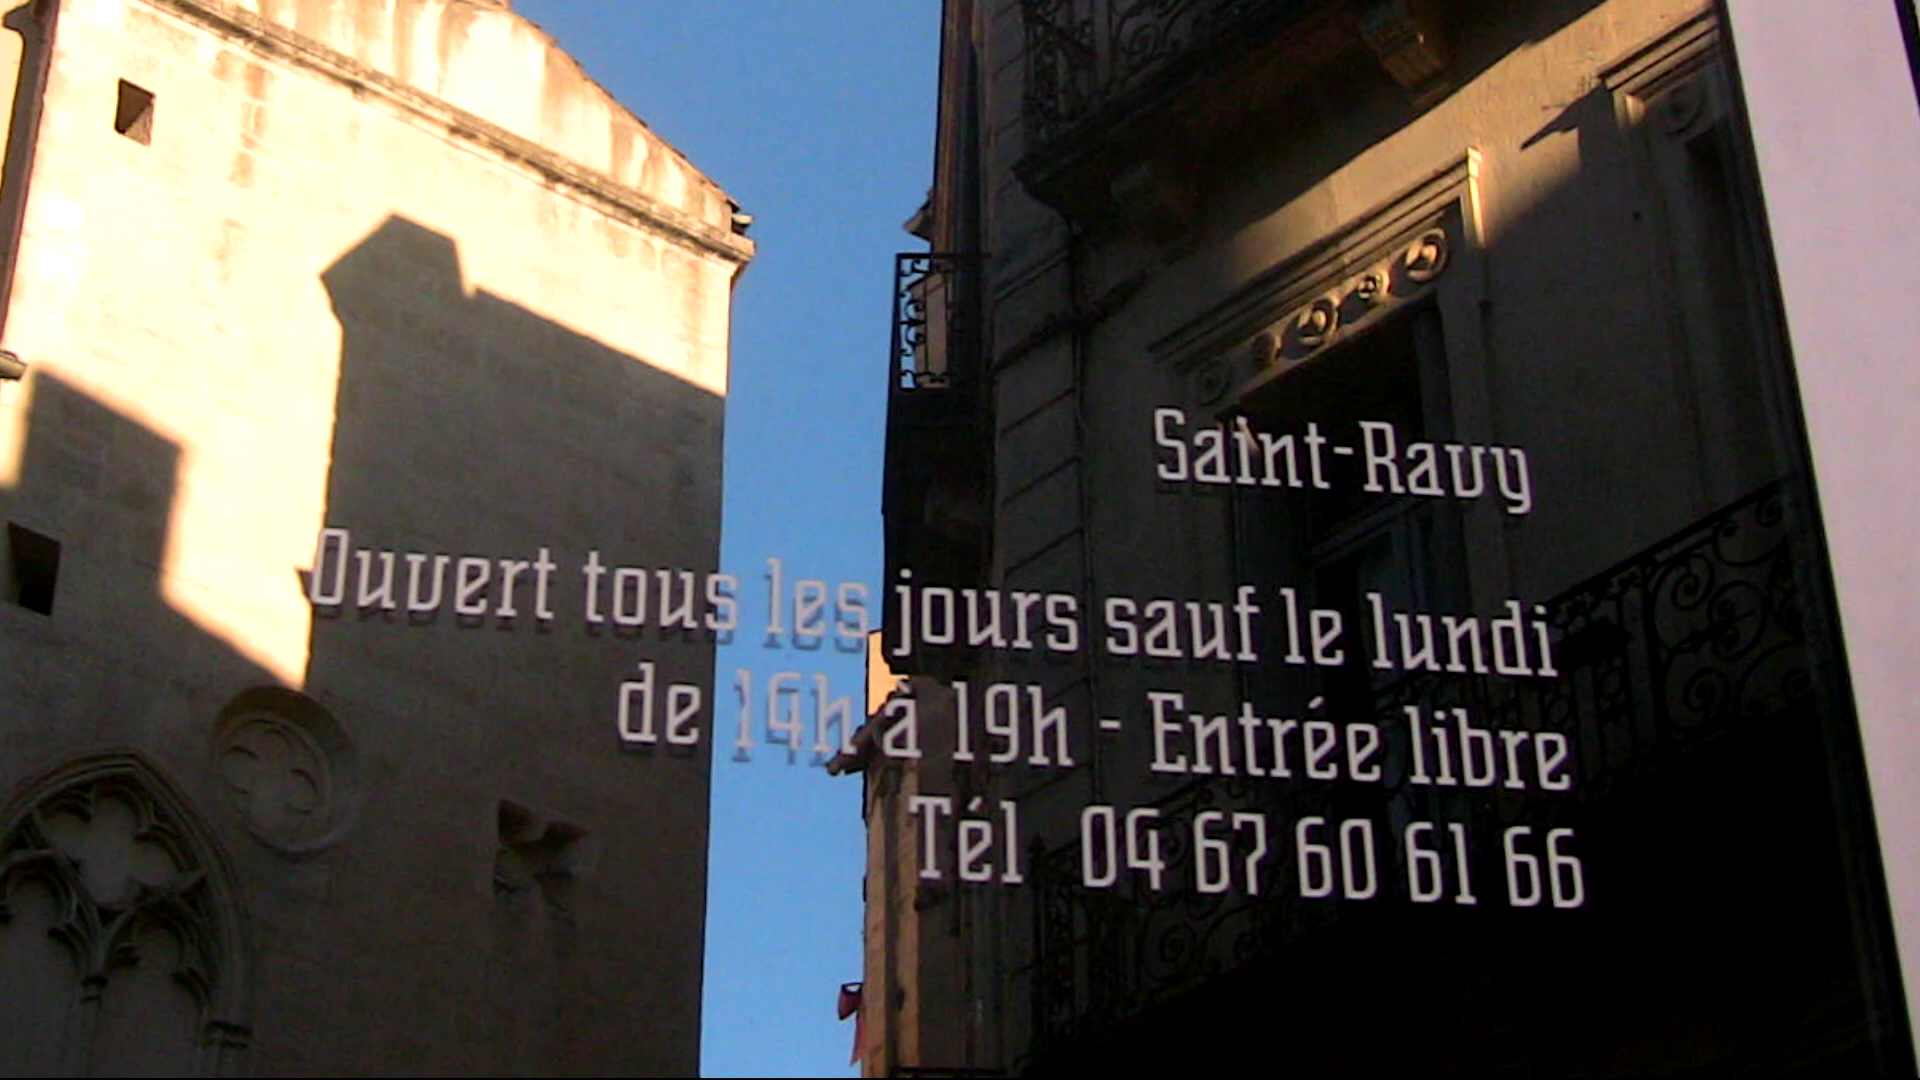 Saint-Ravy
Ouvert tous les jours sauf le lundi
de 14h à 19h - Entrée libre
Tél 04 67 60 61 66